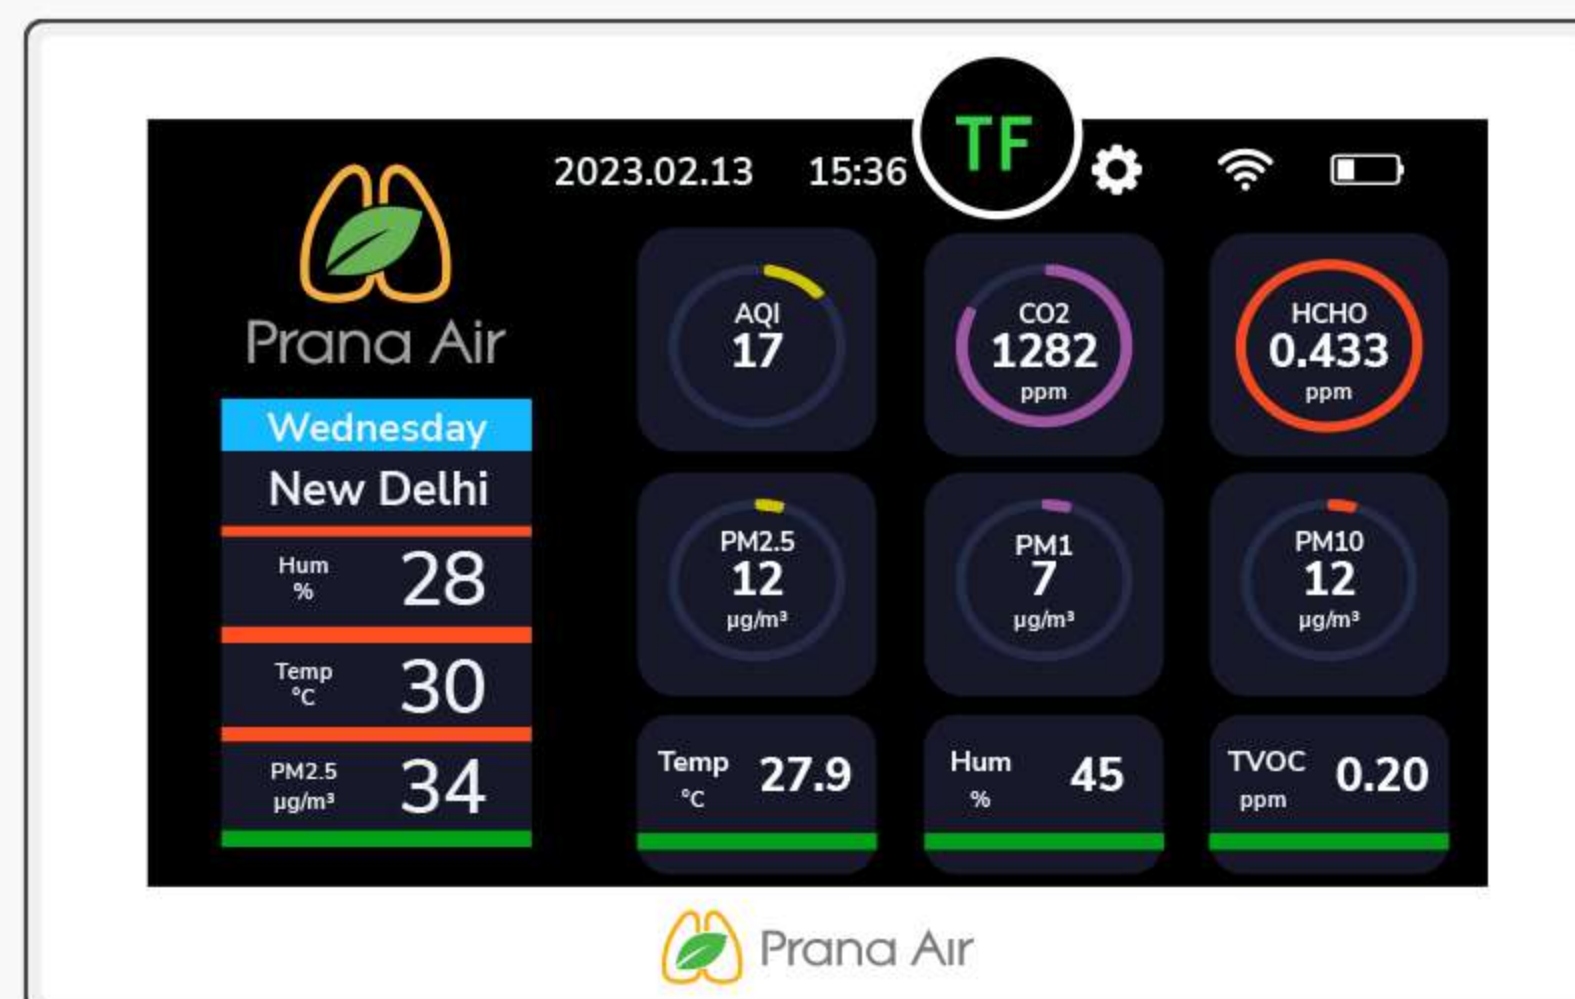 2023.02.13 15:36 TF
Prana Air
Wednesday
New Delhi
Hum
%
28
Temp
°C
30
PM2.5
µg/m³
34
AQI
17
CO2
1282
ppm
HCHO
0.433
ppm
PM2.5
12
µg/m³
PM1
7
µg/m³
PM10
12
µg/m³
Temp
°C
27.9
Hum
%
45
TVOC
ppm
0.20
Prana Air